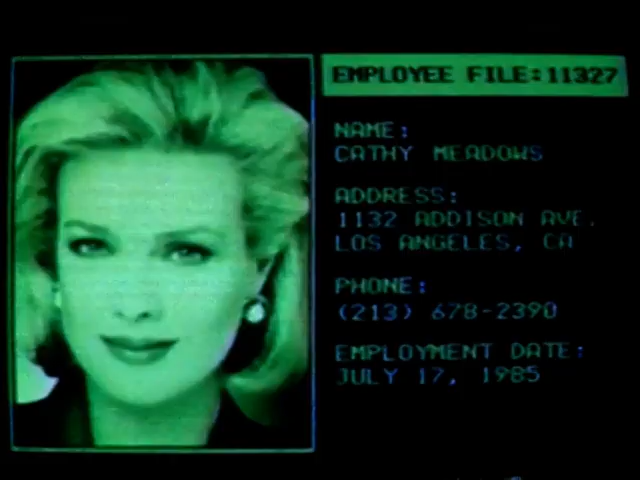 EMPLOYEE FILE:11327
NAME:
CATHY MEADOWS
ADDRESS:
1132 ADDISON AVE.
LOS ANGELES, CA
PHONE:
(213) 678-2390
EMPLOYMENT DATE:
JULY 17, 1985